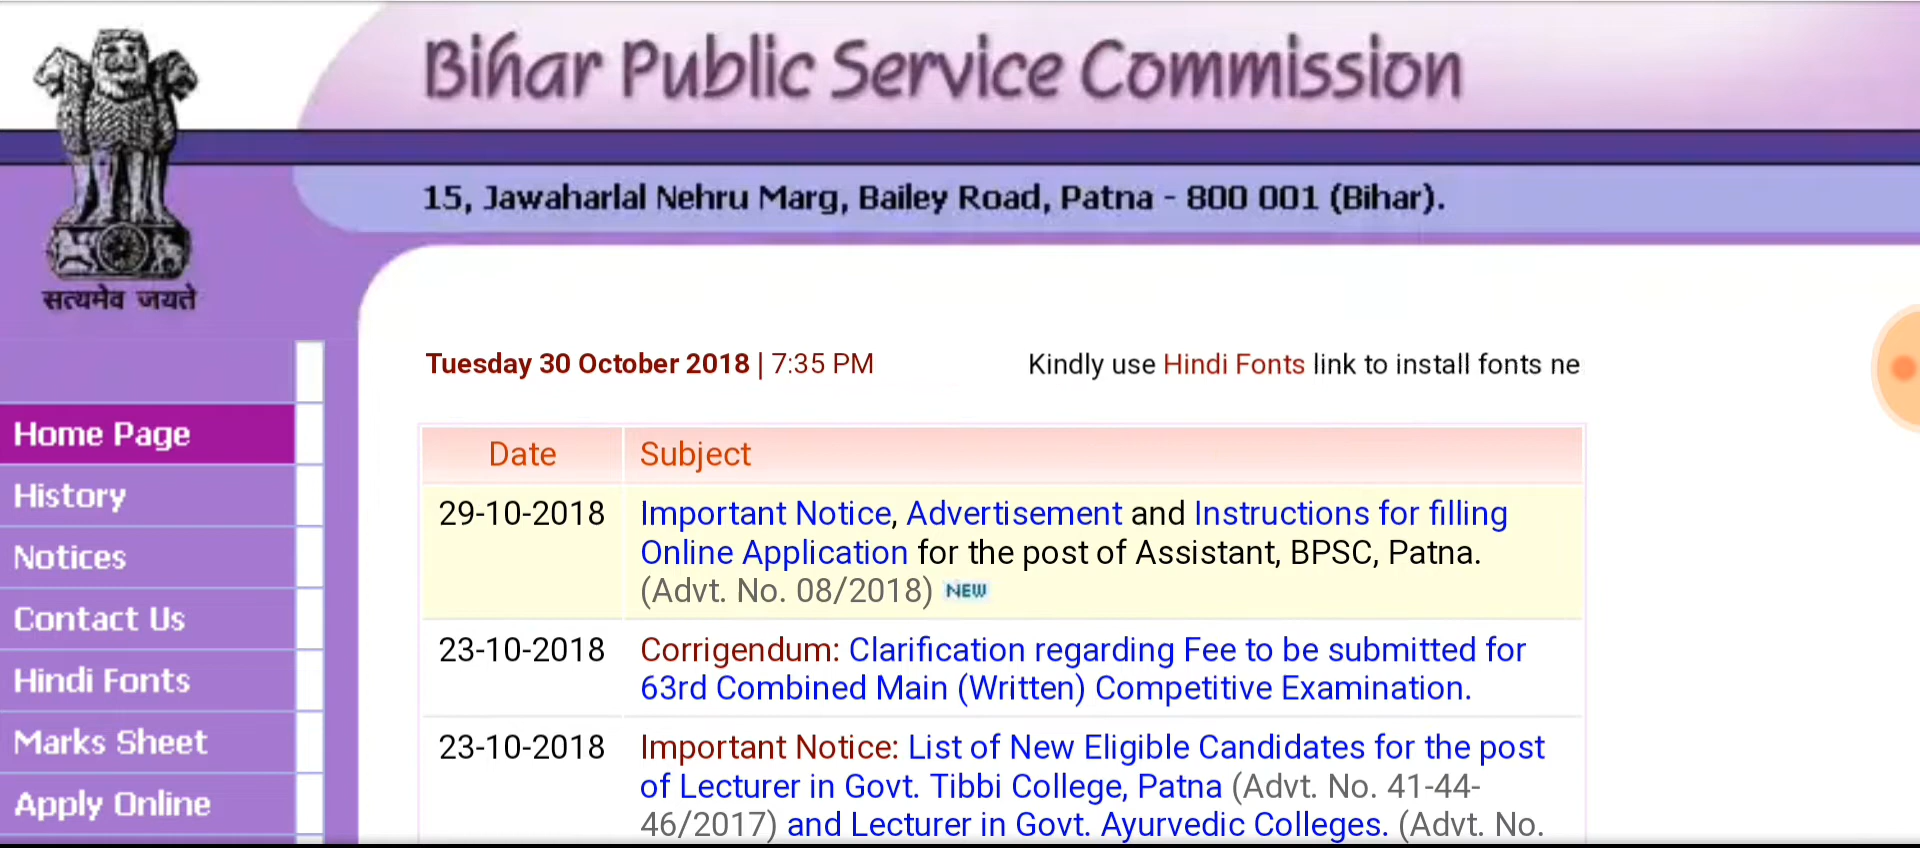 Bihar Public Service Commission
15, Jawaharlal Nehru Marg, Bailey Road, Patna - 800 001 (Bihar).
सत्यमेव जयते
Tuesday 30 October 2018 | 7:35 PM
Kindly use Hindi Fonts link to install fonts ne
Home Page
History
Notices
Contact Us
Hindi Fonts
Marks Sheet
Apply Online
Date Subject
29-10-2018 Important Notice, Advertisement and Instructions for filling
Online Application for the post of Assistant, BPSC, Patna.
(Advt. No. 08/2018) NEW
23-10-2018 Corrigendum: Clarification regarding Fee to be submitted for
63rd Combined Main (Written) Competitive Examination.
23-10-2018 Important Notice: List of New Eligible Candidates for the post
of Lecturer in Govt. Tibbi College, Patna (Advt. No. 41-44-
46/2017) and Lecturer in Govt. Ayurvedic Colleges. (Advt. No.